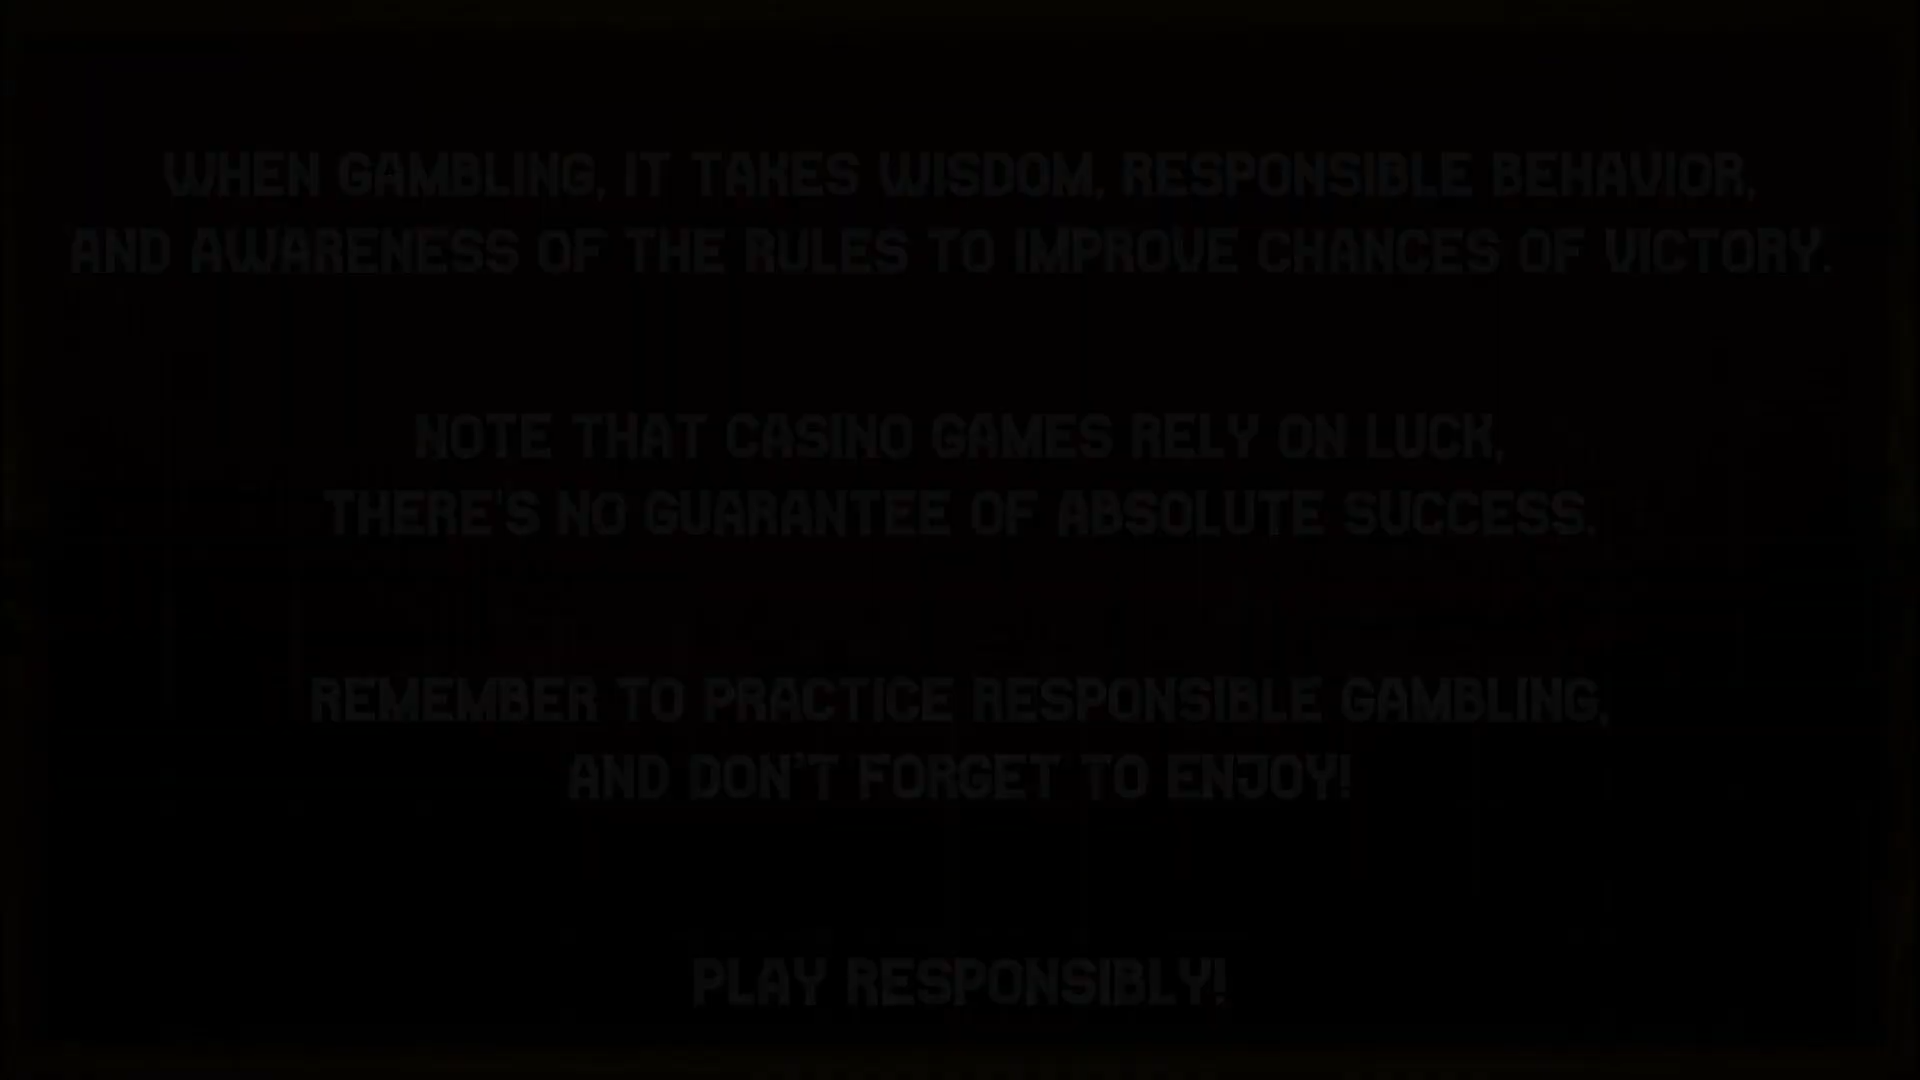 WHEN GAMBLING, IT TAKES WISDOM, RESPONSIBLE BEHAVIOR,
AND AWARENESS OF THE RULES TO IMPROVE CHANCES OF VICTORY.
NOTE THAT CASINO GAMES RELY ON LUCK,
THERE'S NO GUARANTEE OF ABSOLUTE SUCCESS.
REMEMBER TO PRACTICE RESPONSIBLE GAMBLING,
AND DON'T FORGET TO ENJOY!
PLAY RESPONSIBLY!